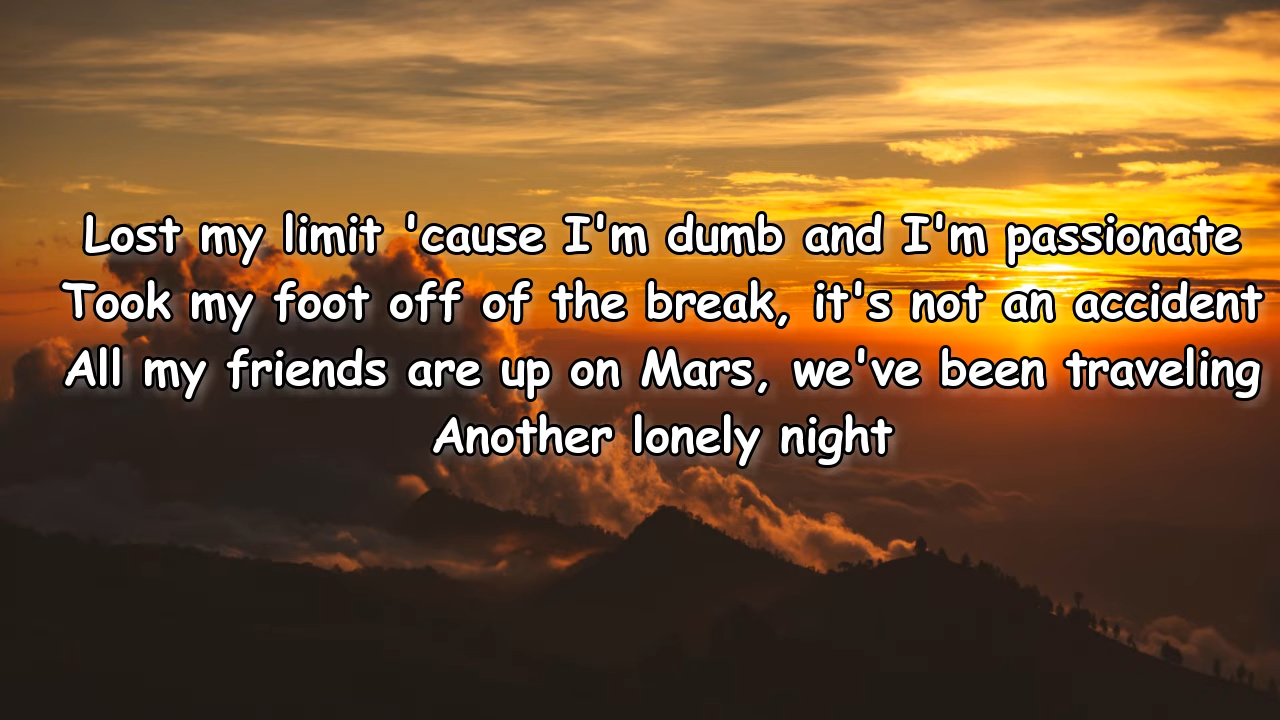 Lost my limit 'cause I'm dumb and I'm passionate
Took my foot off of the break, it's not an accident
All my friends are up on Mars, we've been traveling
Another lonely night